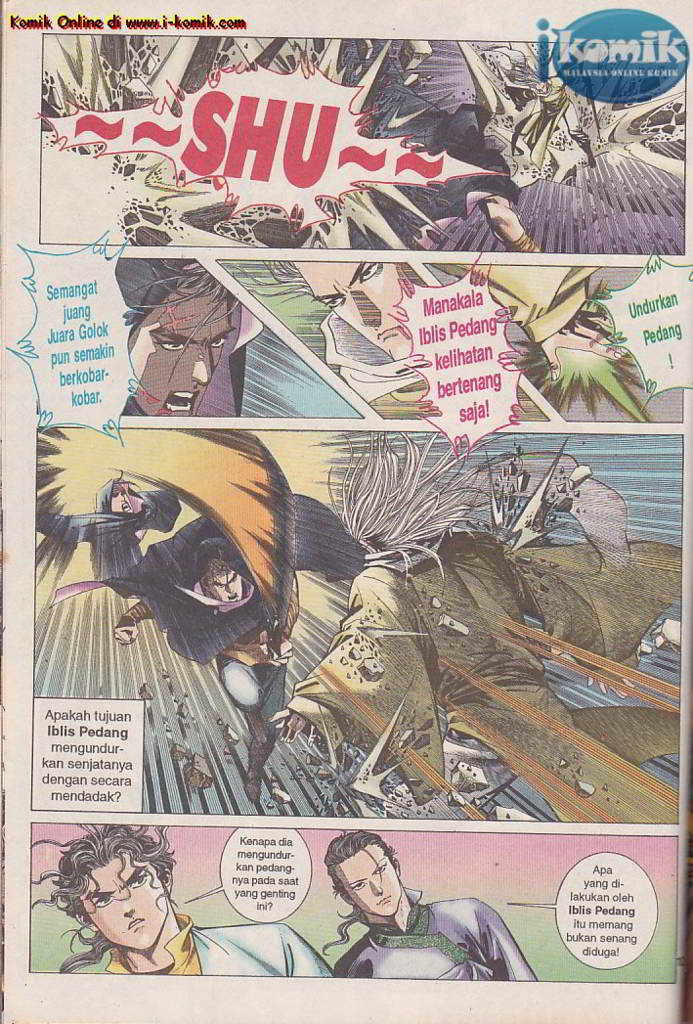 Komik Online di www.i-komik.com
ikomik
MALAYSIA ONLINE KOMIK
~~SHU~~
Semangat
juang
Juara Golok
pun semakin
berkobar-
kobar.
Manakala
Iblis Pedang
kelihatan
bertenang
saja!
Undurkan
Pedang
!
Apakah tujuan
Iblis Pedang
mengundur-
kan senjatanya
dengan secara
mendadak?
Kenapa dia
mengundur-
kan pedang-
nya pada saat
yang genting
ini?
Apa
yang di-
lakukan oleh
Iblis Pedang
itu memang
bukan senang
diduga!